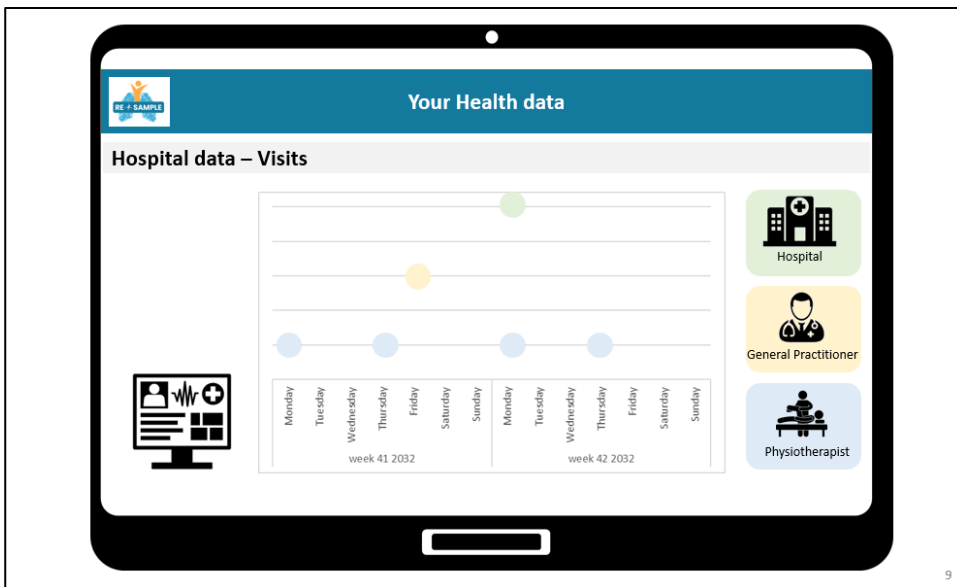 RE SAMPLE
Your Health data
Hospital data – Visits
Hospital
General Practitioner
Physiotherapist
Monday
Tuesday
Wednesday
Thursday
Friday
Saturday
Sunday
Monday
Tuesday
Wednesday
Thursday
Friday
Saturday
Sunday
week 41 2032
week 42 2032
9